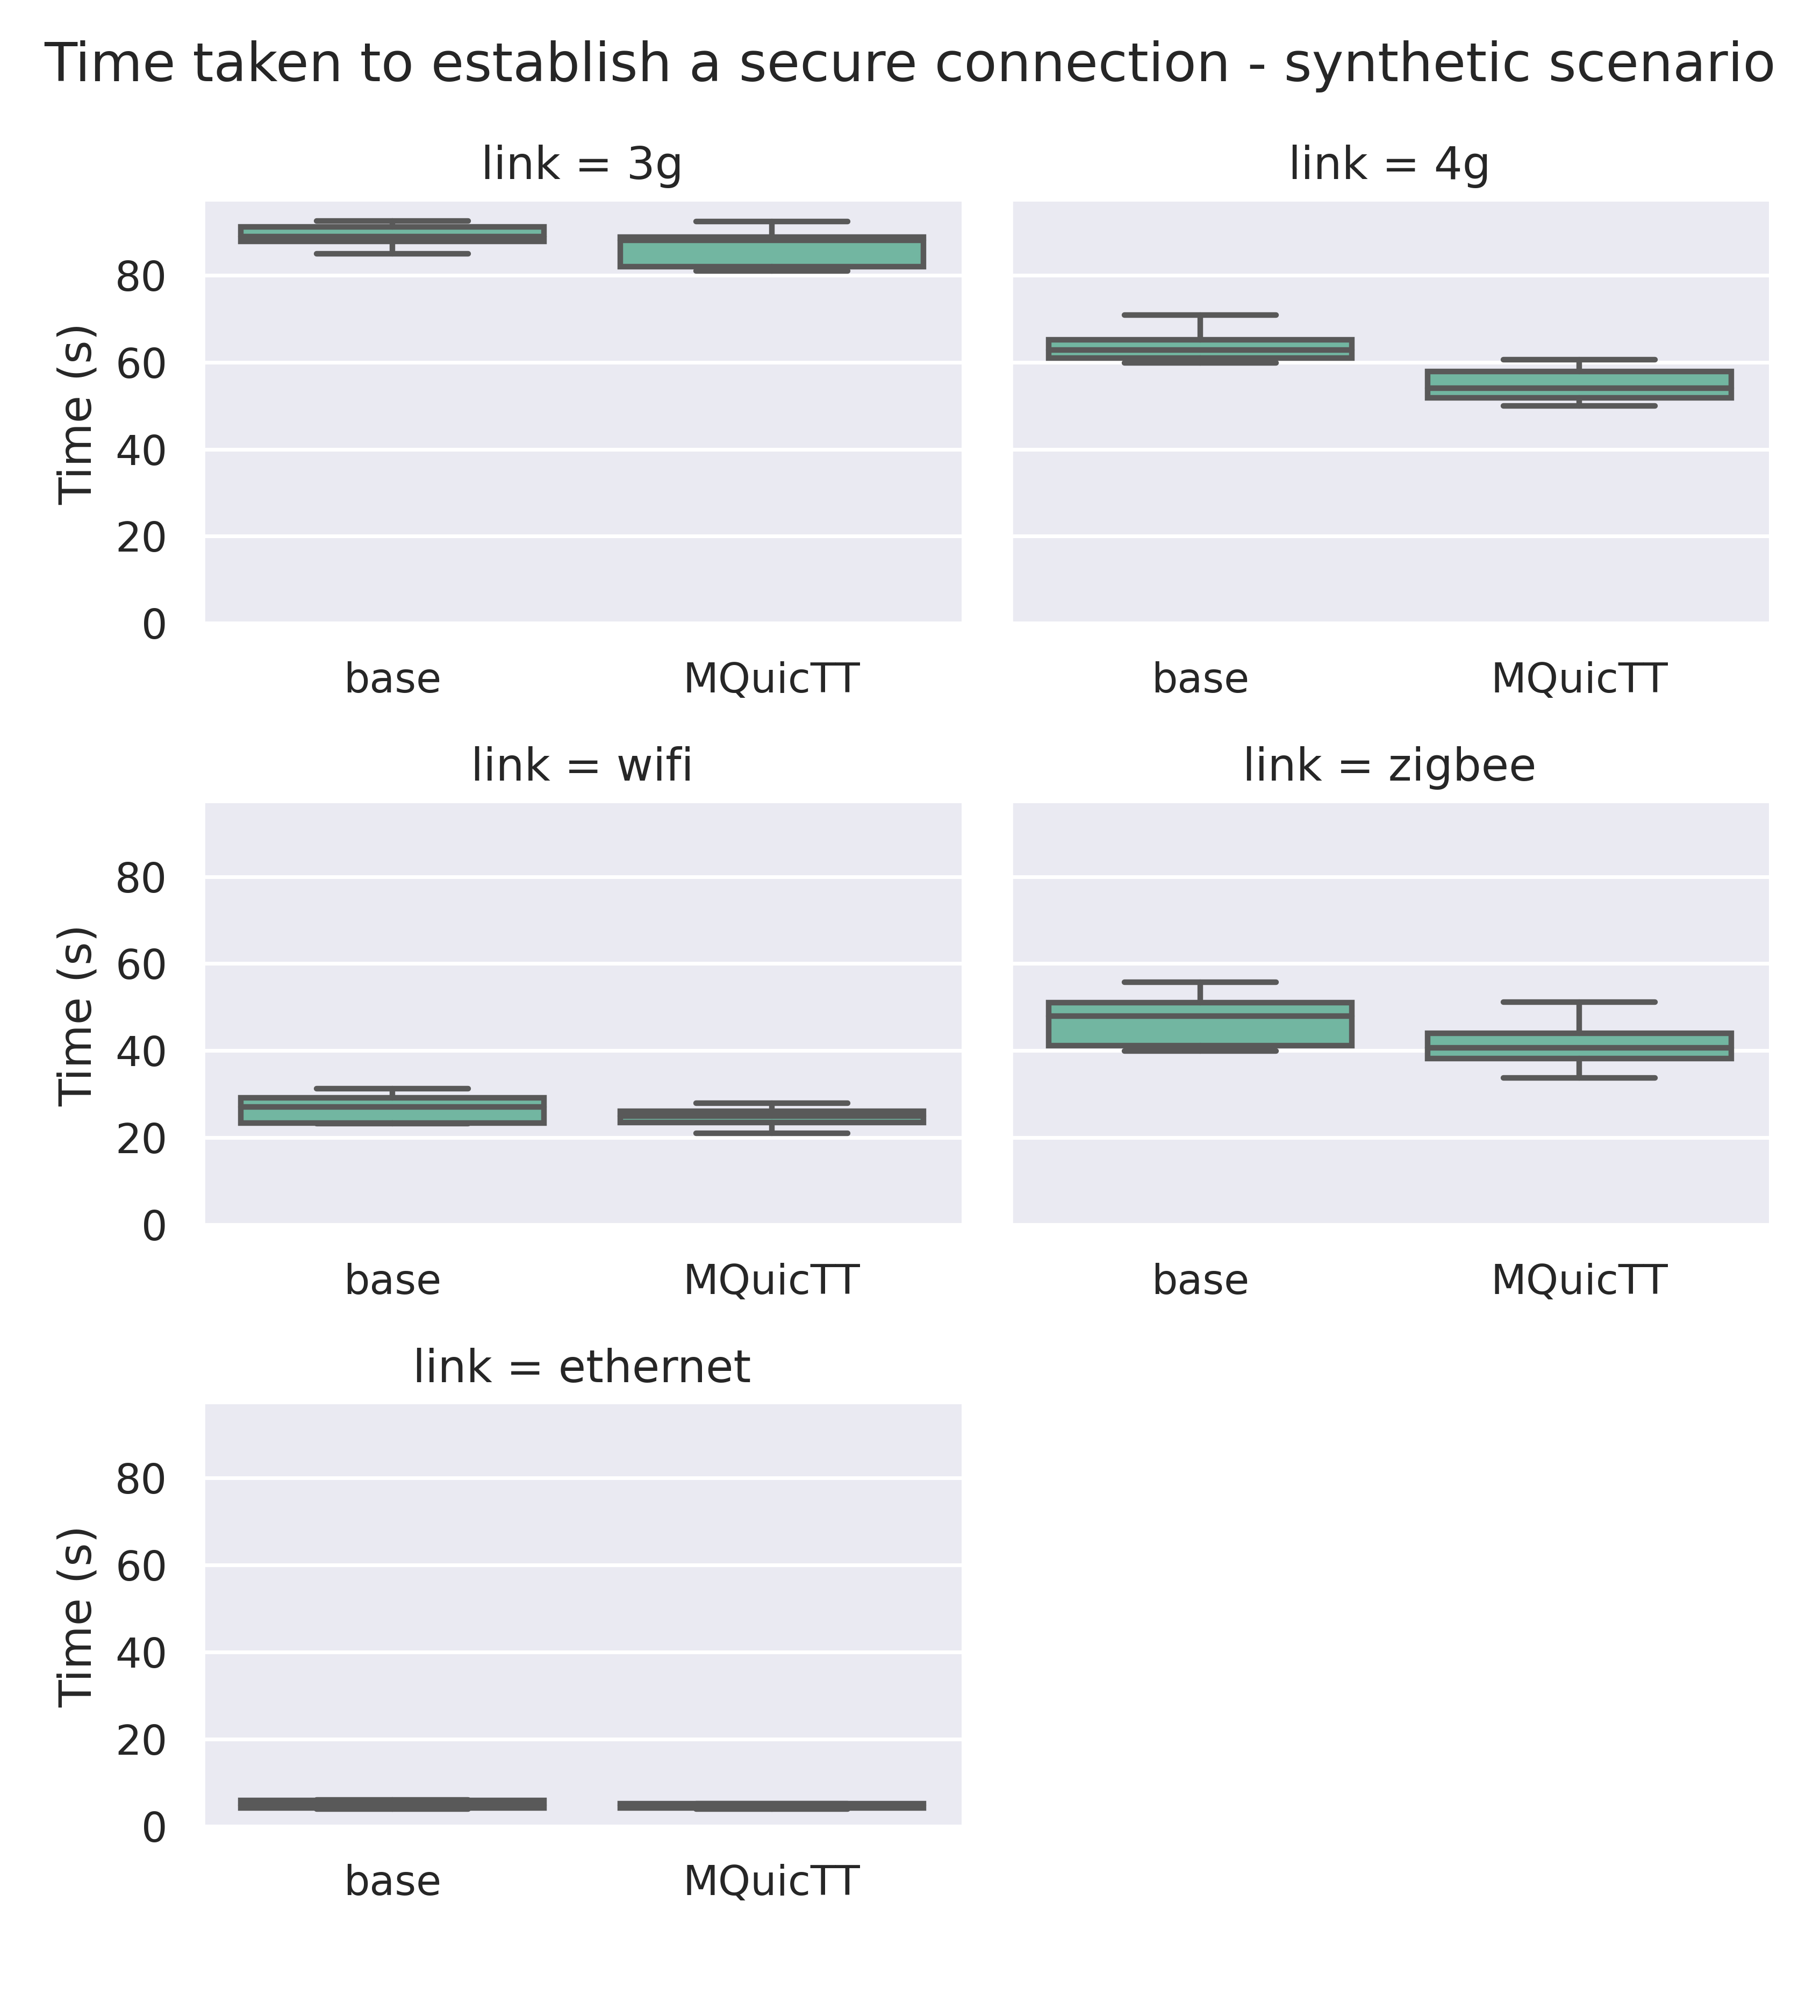 Time taken to establish a secure connection - synthetic scenario
link = 3g
link = 4g
Time (s)
80
60
40
20
0
base
MQuicTT
base
MQuicTT
link = wifi
link = zigbee
Time (s)
80
60
40
20
0
base
MQuicTT
base
MQuicTT
link = ethernet
Time (s)
80
60
40
20
0
base
MQuicTT